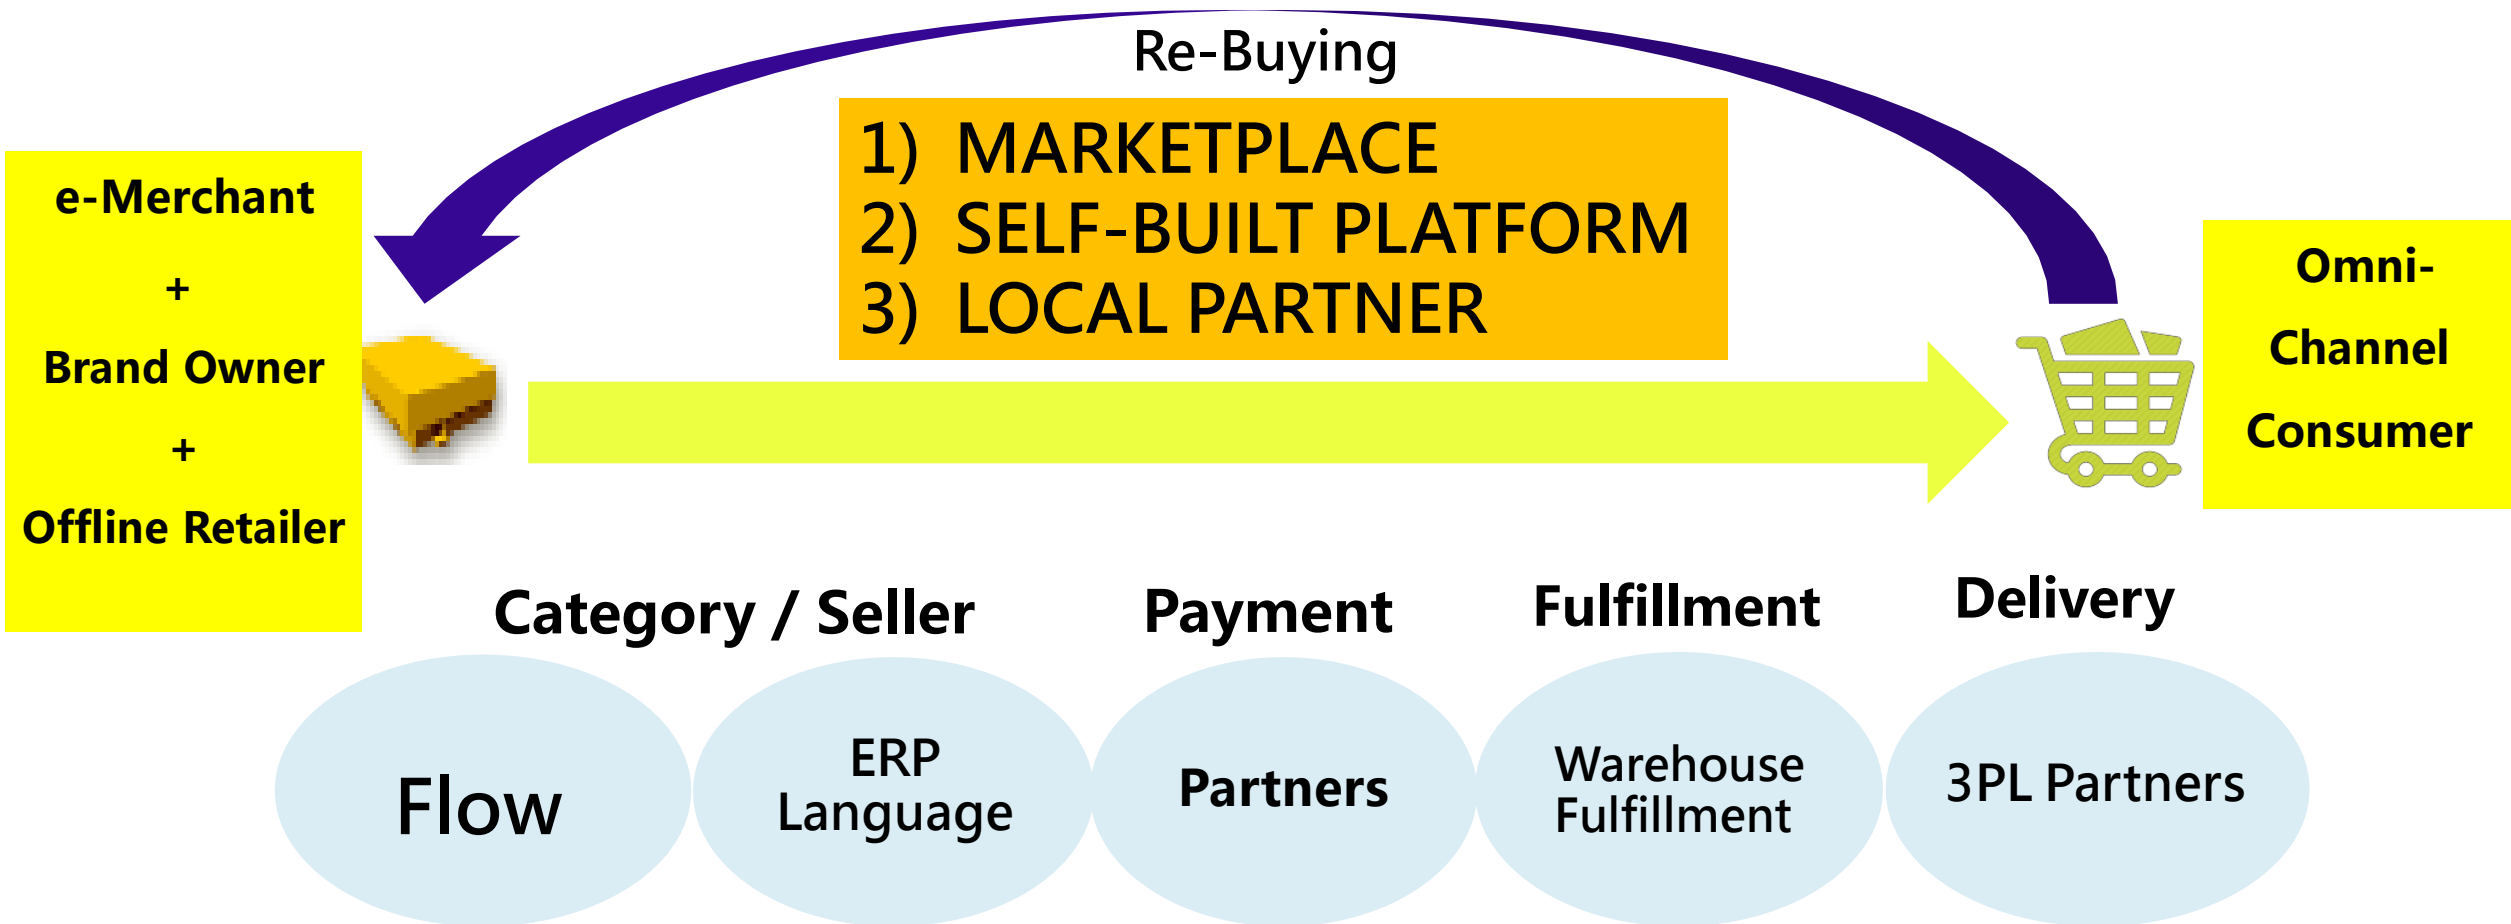 Re-Buying
1) MARKETPLACE
2) SELF-BUILT PLATFORM
3) LOCAL PARTNER
e-Merchant
+
Brand Owner
+
Offline Retailer
Omni-
Channel
Consumer
Category / Seller
Payment
Fulfillment
Delivery
Flow
ERP
Language
Partners
Warehouse
Fulfillment
3PL Partners